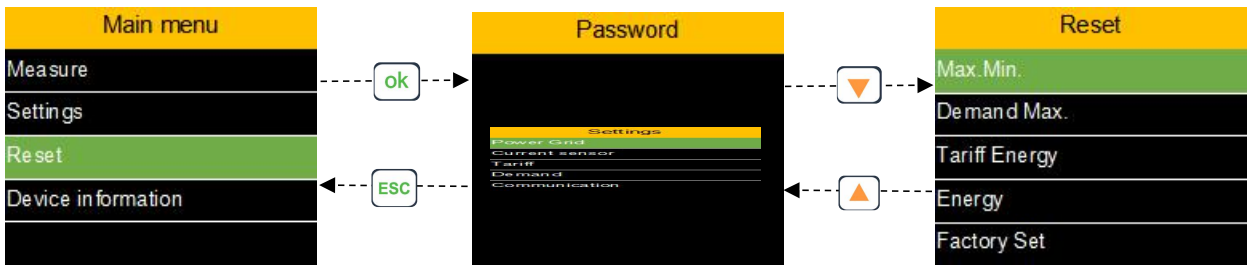 Main menu
Measure
Settings
Reset
Device information
ok
ESC
Password
Settings
Power Grid
Current sensor
Tariff
Demand
Communication
Reset
Max.Min.
Demand Max.
Tariff Energy
Energy
Factory Set